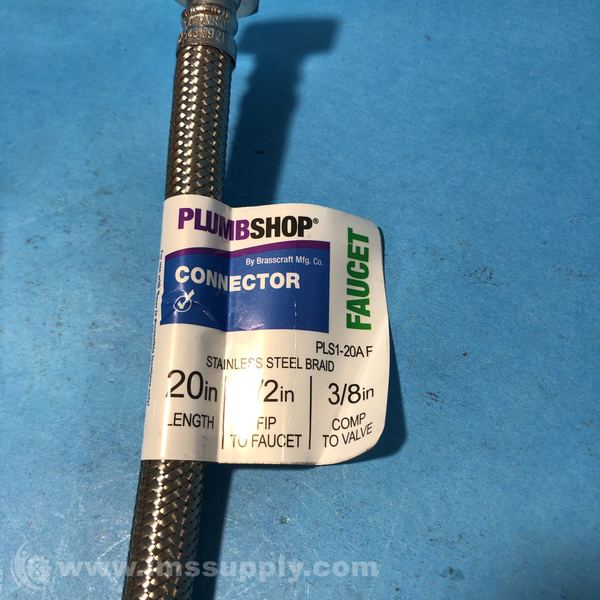 PLUMBSHOP®
By Brasscraft Mfg. Co.
CONNECTOR
FAUCET
PLS1-20A F
STAINLESS STEEL BRAID
20in
LENGTH
/2in
FIP
TO FAUCET
3/8in
COMP
TO VALVE
imssupply.com